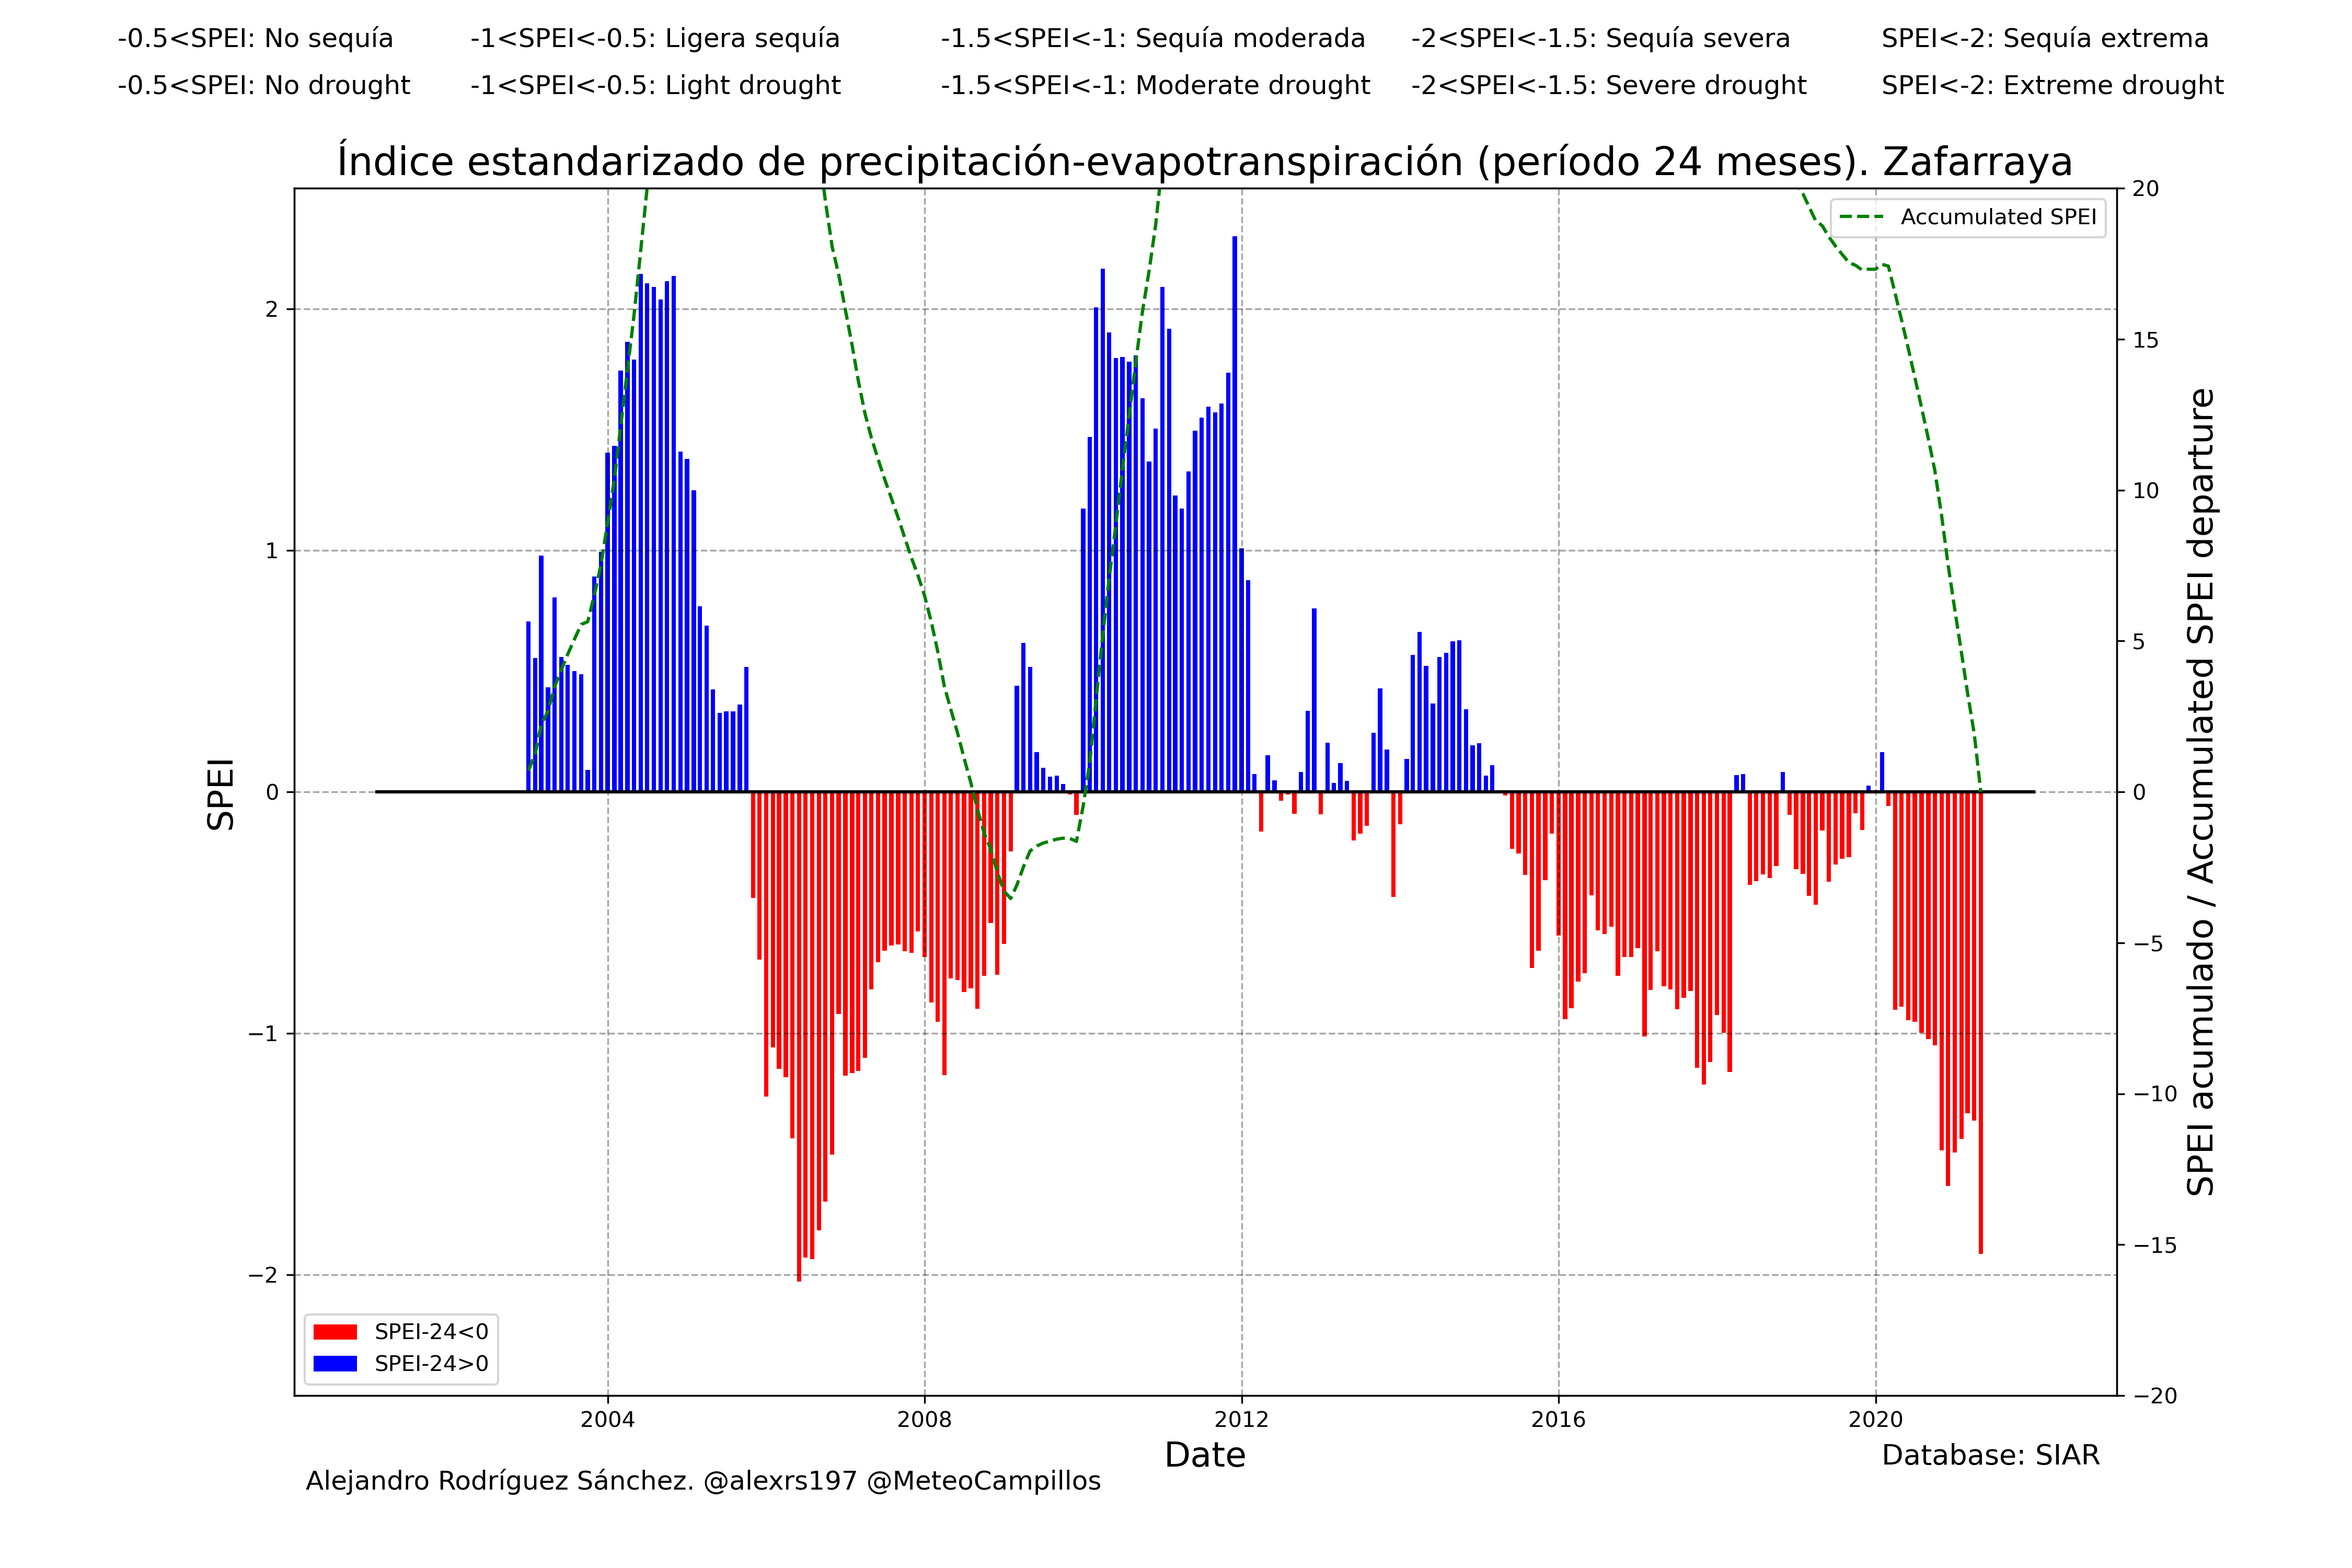 -0.5<SPEI: No sequía
-1<SPEI<-0.5: Ligera sequía
-1.5<SPEI<-1: Sequía moderada
-2<SPEI<-1.5: Sequía severa
SPEI<-2: Sequía extrema
-0.5<SPEI: No drought
-1<SPEI<-0.5: Light drought
-1.5<SPEI<-1: Moderate drought
-2<SPEI<-1.5: Severe drought
SPEI<-2: Extreme drought
Índice estandarizado de precipitación-evapotranspiración (período 24 meses). Zafarraya
Accumulated SPEI
SPEI
2
1
0
−1
−2
20
15
10
5
0
−5
−10
−15
−20
SPEI acumulado / Accumulated SPEI departure
SPEI-24<0
SPEI-24>0
2004
2008
2012
2016
2020
Date
Database: SIAR
Alejandro Rodríguez Sánchez. @alexrs197 @MeteoCampillos